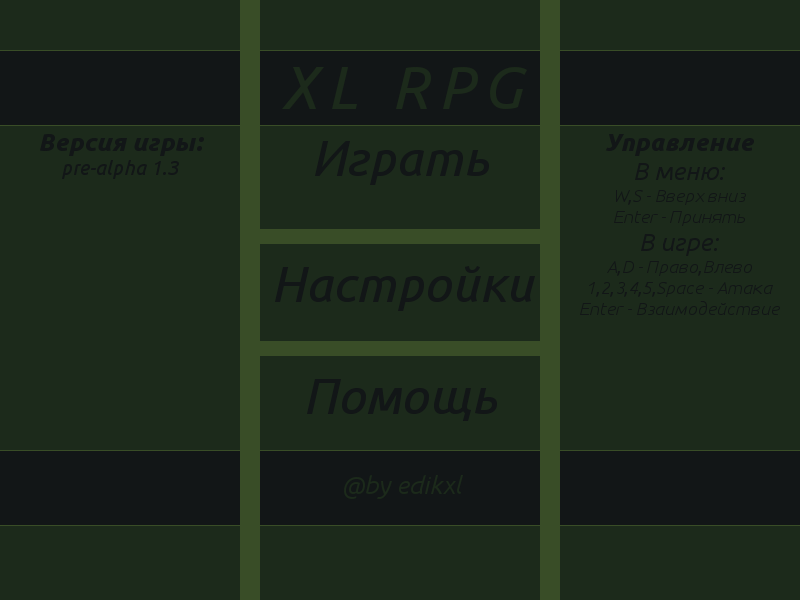 XL RPG
Версия игры:
pre-alpha 1.3
Играть
Настройки
Помощь
@by edikxl
Управление
В меню:
W,S - Вверх вниз
Enter - Принять
В игре:
A,D - Право,Влево
1,2,3,4,5,Space - Атака
Enter - Взаимодействие